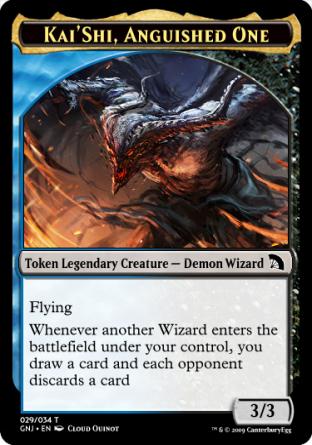 Kai'Shi, Anguished One
Token Legendary Creature — Demon Wizard
Flying
Whenever another Wizard enters the
battlefield under your control, you
draw a card and each opponent
discards a card
3/3
029/034 T
GNJ • EN Cloud Quinot
™ & © 2009 CanterburyEgg